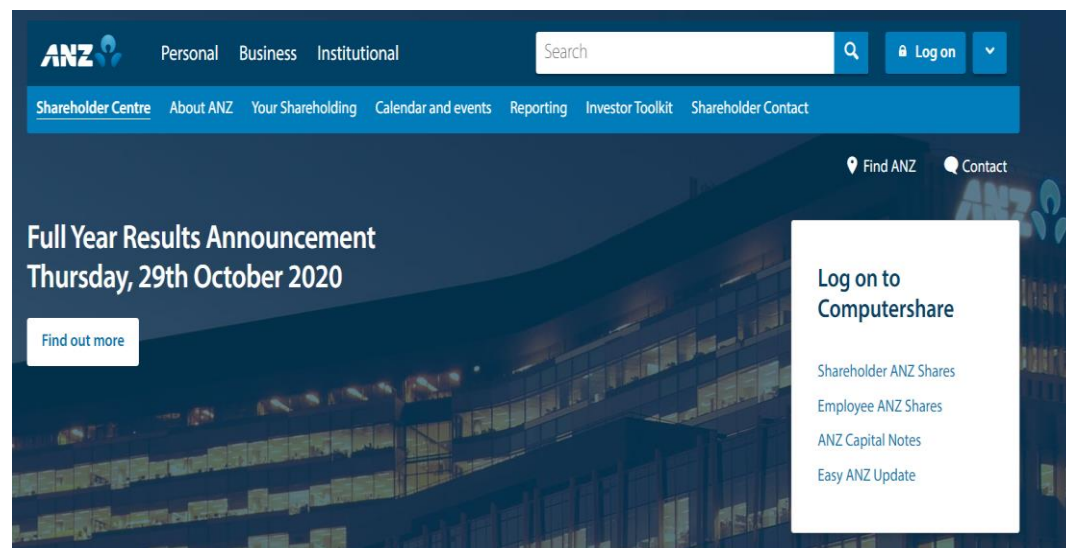 ANZ Personal Business Institutional Search Log on
Shareholder Centre About ANZ Your Shareholding Calendar and events Reporting Investor Toolkit Shareholder Contact
Find ANZ Contact
ANZ
Full Year Results Announcement
Thursday, 29th October 2020
Find out more
Log on to
Computershare
Shareholder ANZ Shares
Employee ANZ Shares
ANZ Capital Notes
Easy ANZ Update